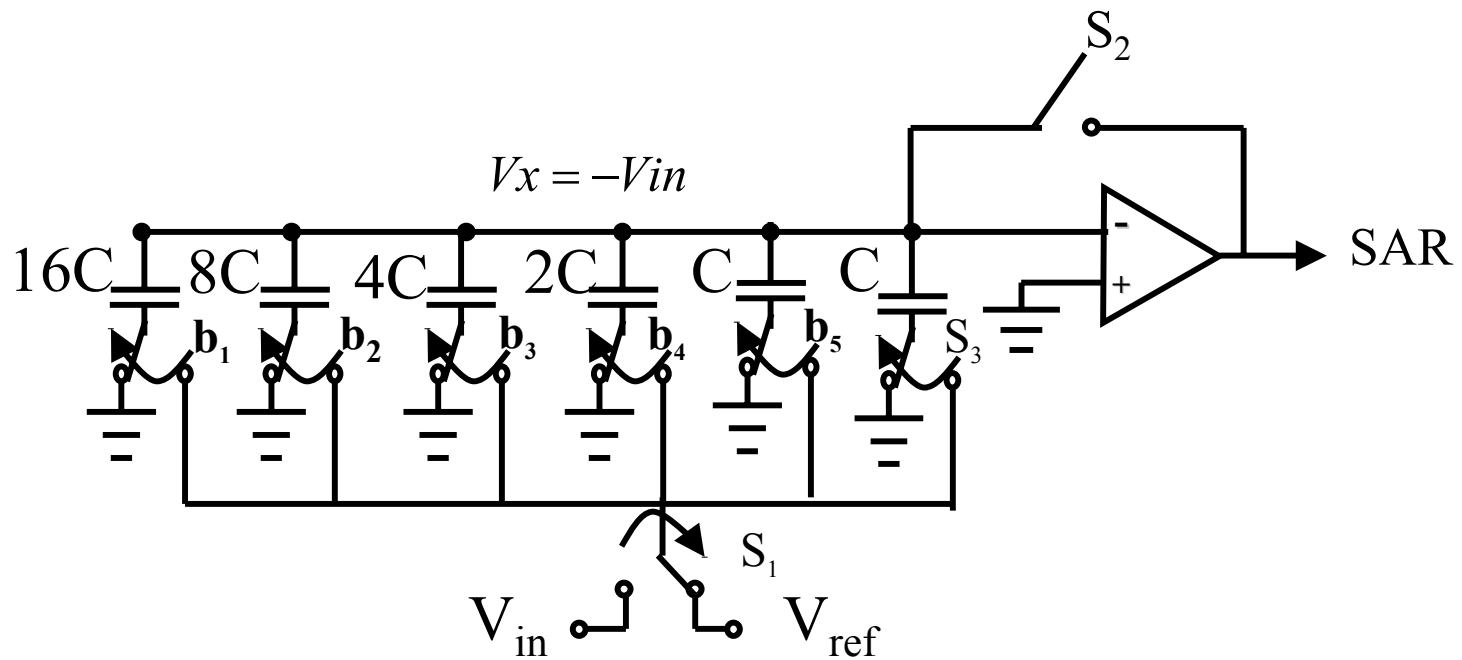 S₂
Vx = −Vin
16C 8C 4C 2C C C
- SAR
+
b₁ b₂ b₃ b₄ b₅ S₃
S₁
Vin Vref